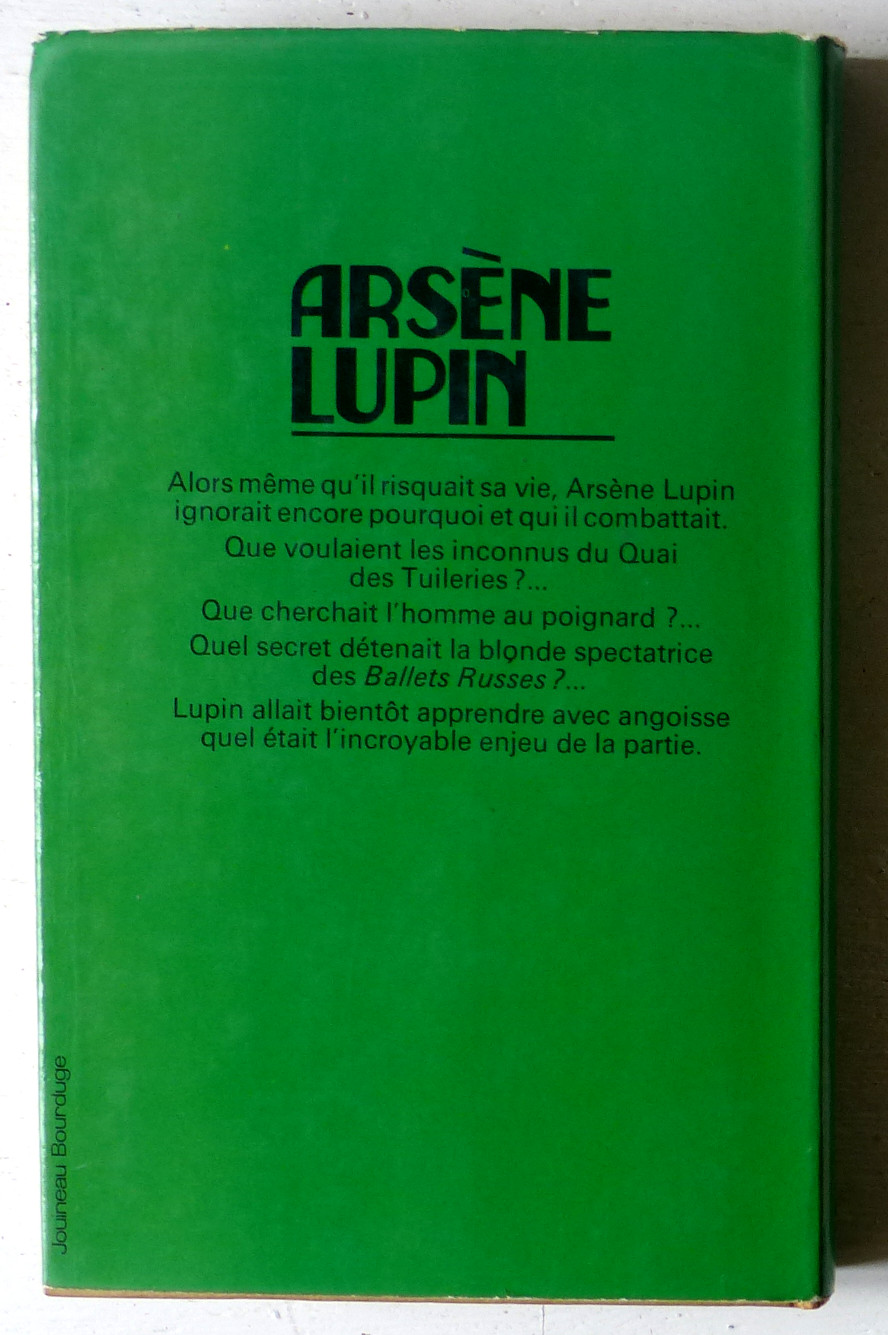 ARSÈNE
LUPIN
Alors même qu'il risquait sa vie, Arsène Lupin
ignorait encore pourquoi et qui il combattait.
Que voulaient les inconnus du Quai
des Tuileries ?...
Que cherchait l'homme au poignard ?...
Quel secret détenait la blonde spectatrice
des Ballets Russes ?...
Lupin allait bientôt apprendre avec angoisse
quel était l'incroyable enjeu de la partie.
Jouineau Bourduge